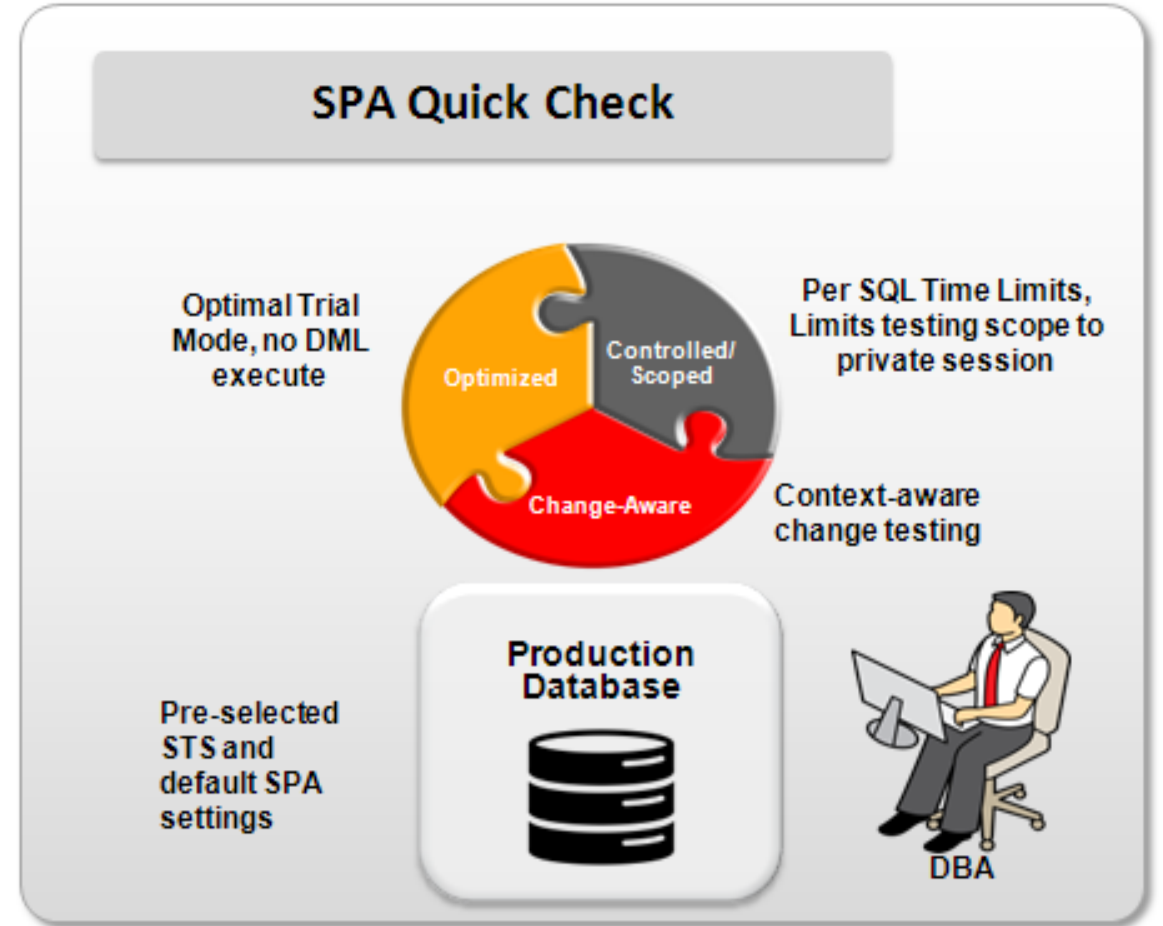 SPA Quick Check
Optimal Trial
Mode, no DML
execute
Per SQL Time Limits,
Limits testing scope to
private session
Optimized
Controlled/
Scoped
Change-Aware
Context-aware
change testing
Production
Database
Pre-selected
STS and
default SPA
settings
DBA